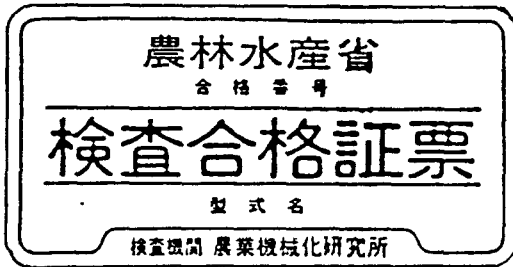 農林水産省
合格番号
検査合格証票
型式名
検査機関 農業機械化研究所